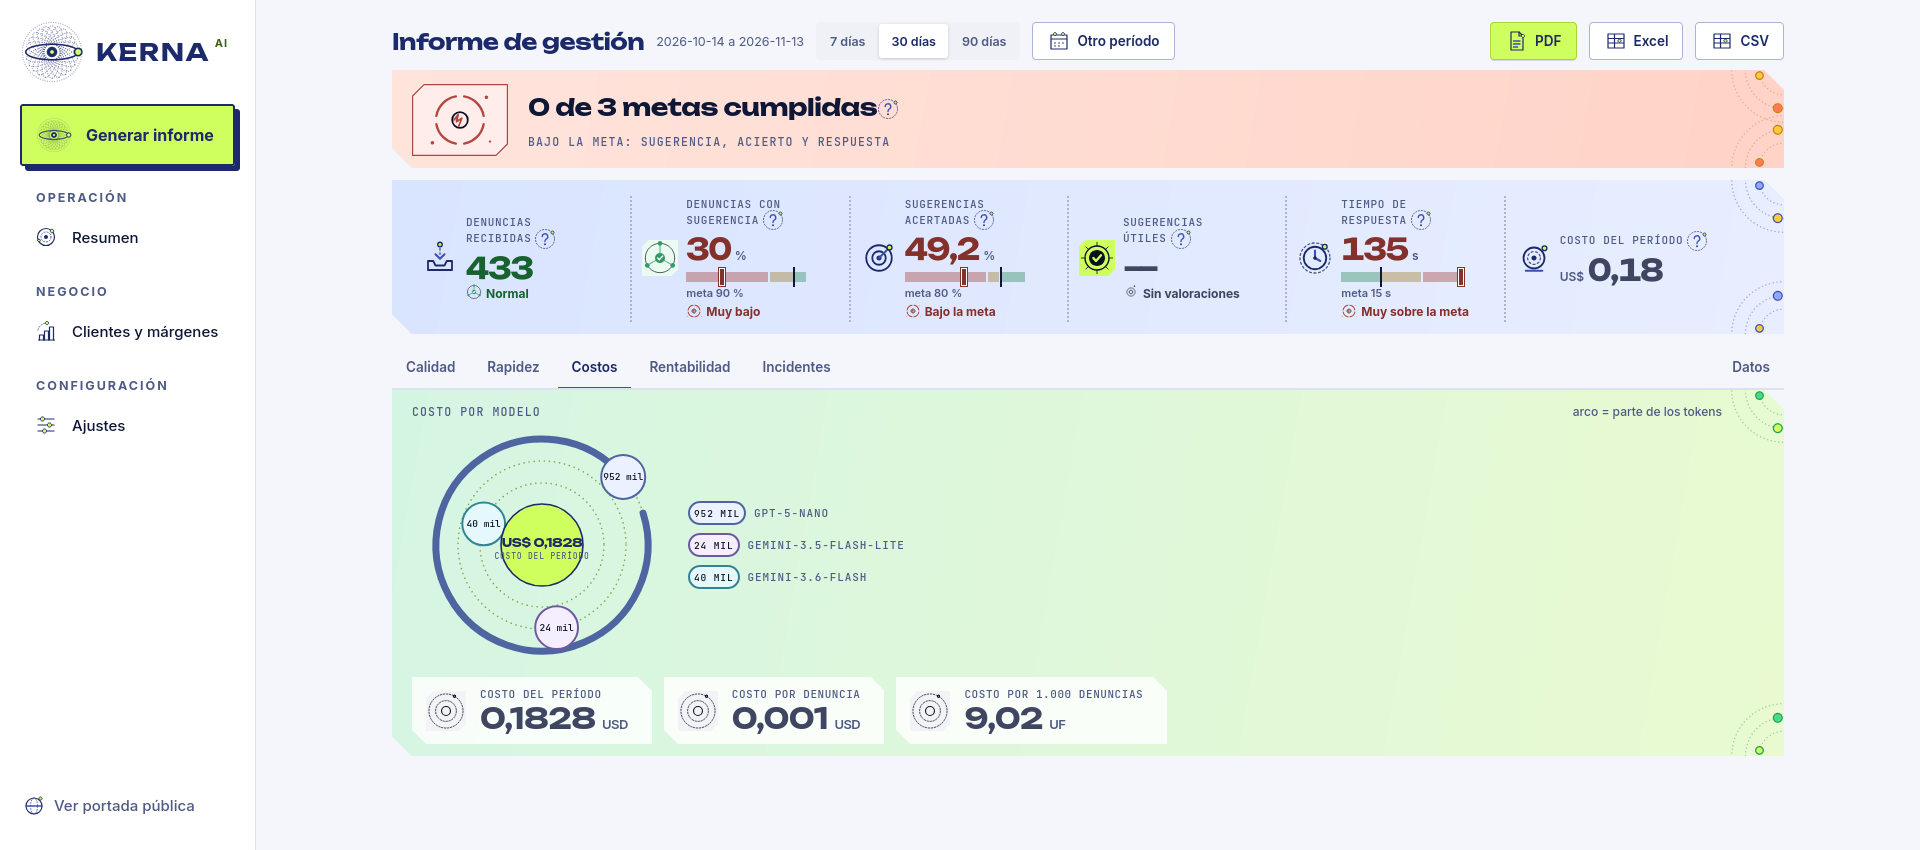 KERNA AI
Generar informe
OPERACIÓN
Resumen
NEGOCIO
Clientes y márgenes
CONFIGURACIÓN
Ajustes
Ver portada pública
Informe de gestión 2026-10-14 a 2026-11-13 7 días 30 días 90 días Otro período PDF Excel CSV
0 de 3 metas cumplidas ?
BAJO LA META: SUGERENCIA, ACIERTO Y RESPUESTA
DENUNCIAS
RECIBIDAS ?
433
Normal
DENUNCIAS CON
SUGERENCIA ?
30 %
meta 90 %
Muy bajo
SUGERENCIAS
ACERTADAS ?
49,2 %
meta 80 %
Bajo la meta
SUGERENCIAS
ÚTILES ?
—
Sin valoraciones
TIEMPO DE
RESPUESTA ?
135 s
meta 15 s
Muy sobre la meta
COSTO DEL PERÍODO ?
US$ 0,18
Calidad Rapidez Costos Rentabilidad Incidentes Datos
COSTO POR MODELO
arco = parte de los tokens
952 mil
40 mil
US$ 0,1828
COSTO DEL PERÍODO
24 mil
952 MIL GPT-5-NANO
24 MIL GEMINI-3.5-FLASH-LITE
40 MIL GEMINI-3.6-FLASH
COSTO DEL PERÍODO
0,1828 USD
COSTO POR DENUNCIA
0,001 USD
COSTO POR 1.000 DENUNCIAS
9,02 UF